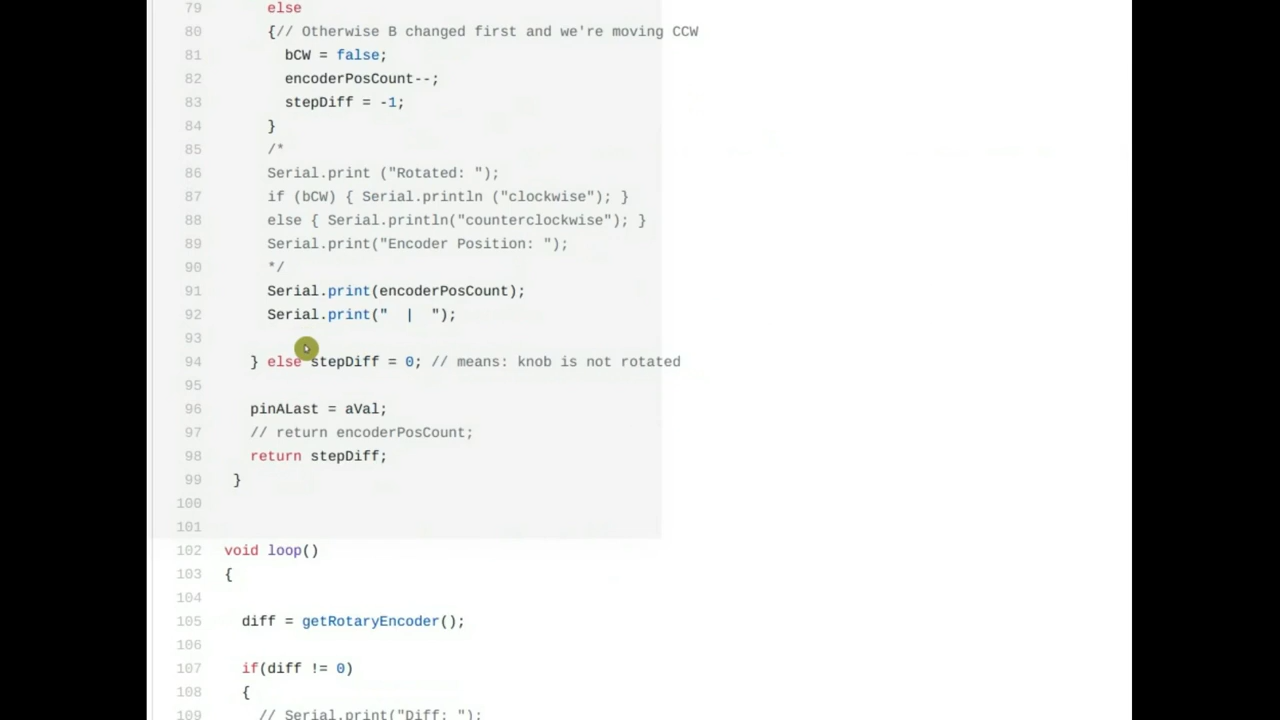 79 else
80 {// Otherwise B changed first and we're moving CCW
81 bCW = false;
82 encoderPosCount--;
83 stepDiff = -1;
84 }
85 /*
86 Serial.print ("Rotated: ");
87 if (bCW) { Serial.println ("clockwise"); }
88 else { Serial.println("counterclockwise"); }
89 Serial.print("Encoder Position: ");
90 */
91 Serial.print(encoderPosCount);
92 Serial.print("  |  ");
93
94 } else stepDiff = 0; // means: knob is not rotated
95
96 pinALast = aVal;
97 // return encoderPosCount;
98 return stepDiff;
99 }
100
101
102 void loop()
103 {
104
105 diff = getRotaryEncoder();
106
107 if(diff != 0)
108 {
109 // Serial.print("Diff: ");